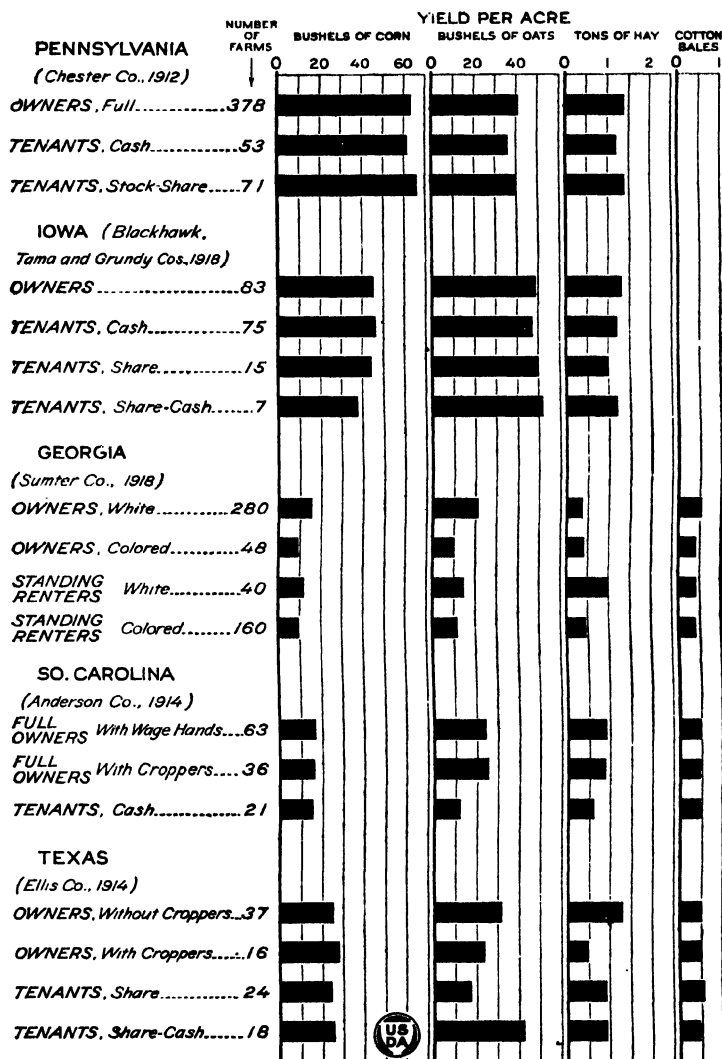 YIELD PER ACRE
NUMBER OF FARMS
BUSHELS OF CORN BUSHELS OF OATS TONS OF HAY COTTON BALES
PENNSYLVANIA
0 20 40 60 0 20 40 0 1 2 0 1
(Chester Co., 1912)
OWNERS, Full 378
TENANTS, Cash 53
TENANTS, Stock-Share 71
IOWA (Blackhawk,
Tama and Grundy Cos., 1918)
OWNERS 83
TENANTS, Cash 75
TENANTS, Share 15
TENANTS, Share-Cash 7
GEORGIA
(Sumter Co., 1918)
OWNERS, White 280
OWNERS, Colored 48
STANDING RENTERS White 40
STANDING RENTERS Colored 160
SO. CAROLINA
(Anderson Co., 1914)
FULL OWNERS With Wage Hands 63
FULL OWNERS With Croppers 36
TENANTS, Cash 21
TEXAS
(Ellis Co., 1914)
OWNERS, Without Croppers 37
OWNERS, With Croppers 16
TENANTS, Share 24
TENANTS, Share-Cash 18
US
DA